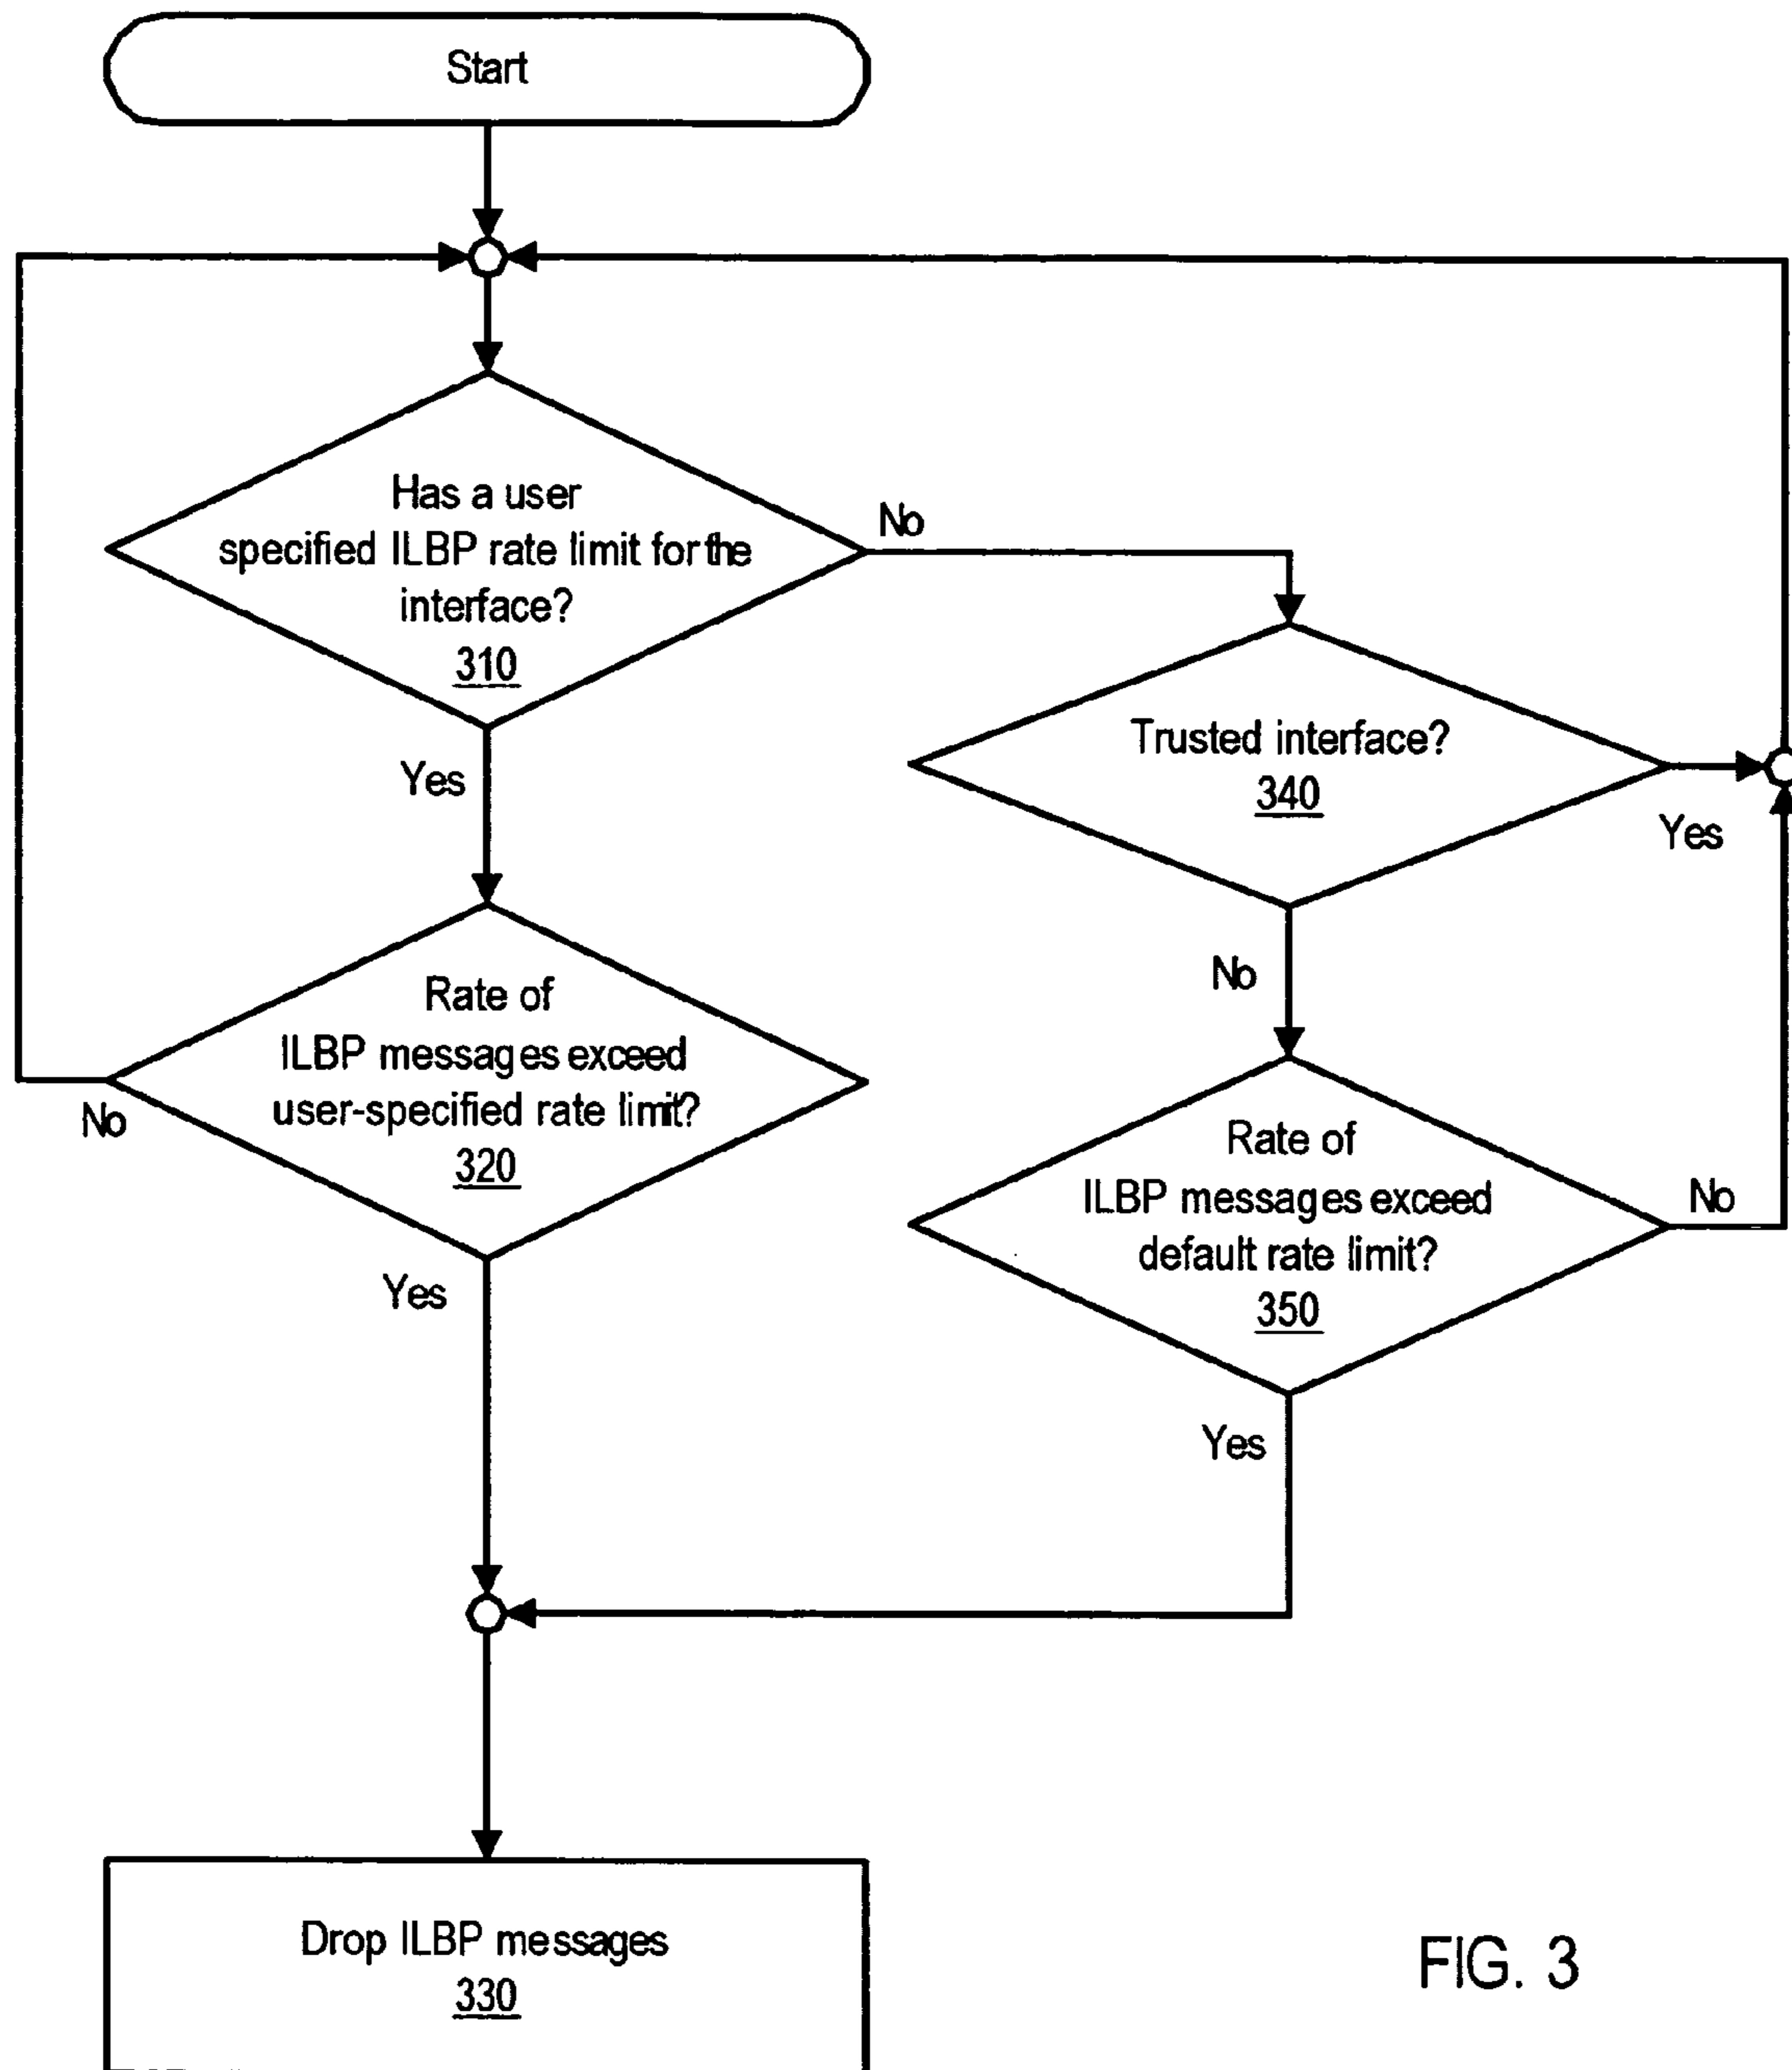 Start
Has a user
specified ILBP rate limit for the
interface?
310
No
Yes
Trusted interface?
340
Yes
No
Rate of
ILBP messages exceed
user-specified rate limit?
320
No
Yes
Rate of
ILBP messages exceed
default rate limit?
350
No
Yes
Drop ILBP messages
330
FIG. 3